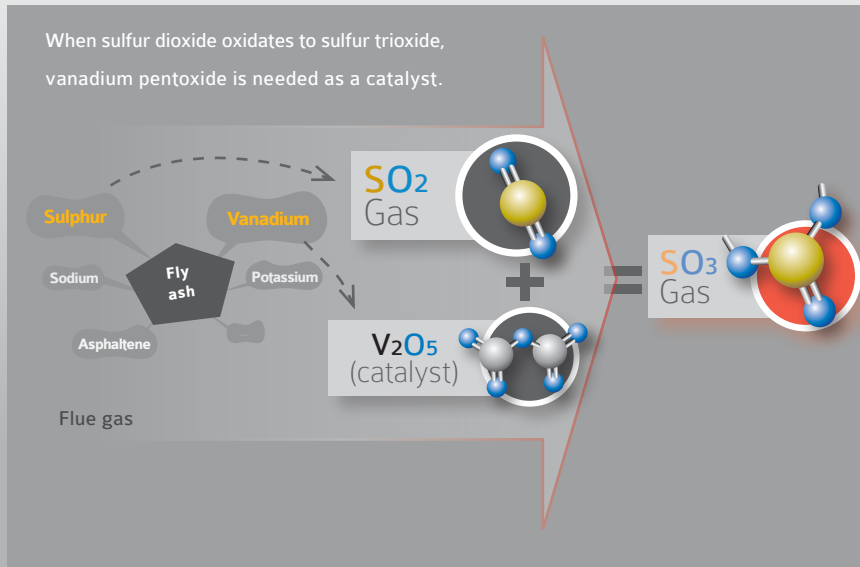 When sulfur dioxide oxidates to sulfur trioxide,
vanadium pentoxide is needed as a catalyst.
SO2
Gas
Sulphur
Vanadium
Fly
ash
Sodium
Potassium
Asphaltene
...
+
=
SO3
Gas
V2O5
(catalyst)
Flue gas